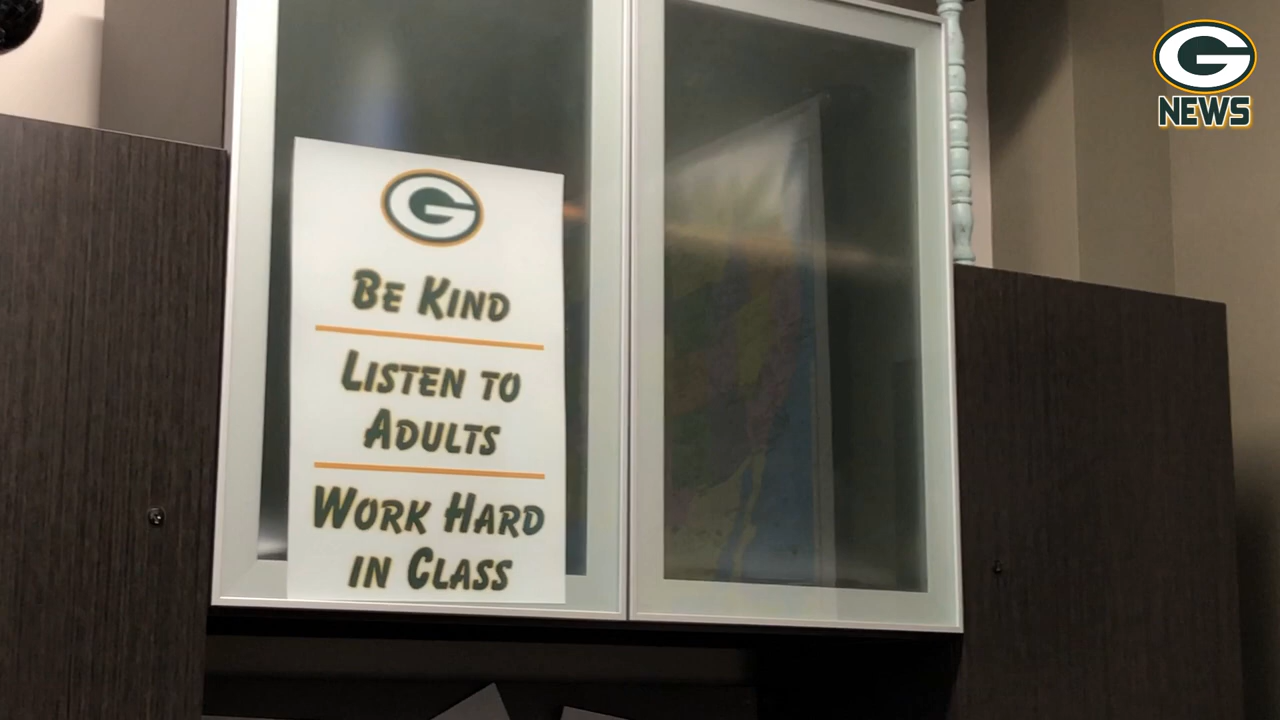 G
NEWS
G
BE KIND
LISTEN TO
ADULTS
WORK HARD
IN CLASS